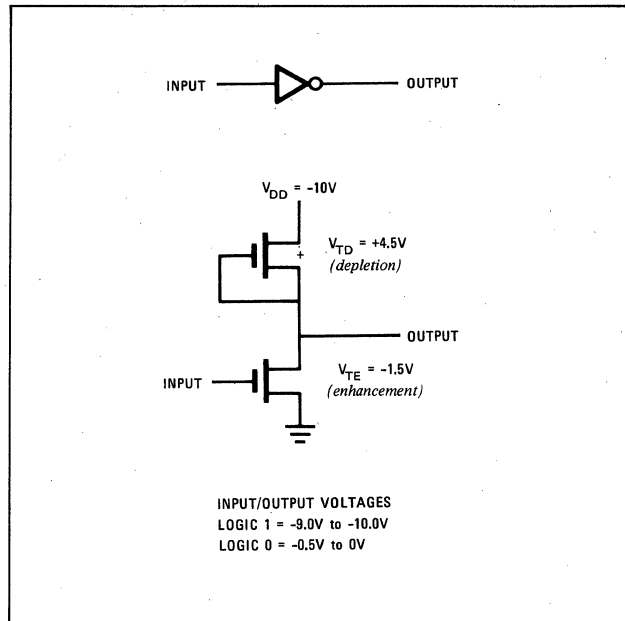 INPUT OUTPUT
V_DD = -10V
V_TD = +4.5V
+
(depletion)
OUTPUT
INPUT
V_TE = -1.5V
(enhancement)
INPUT/OUTPUT VOLTAGES
LOGIC 1 = -9.0V to -10.0V
LOGIC 0 = -0.5V to 0V